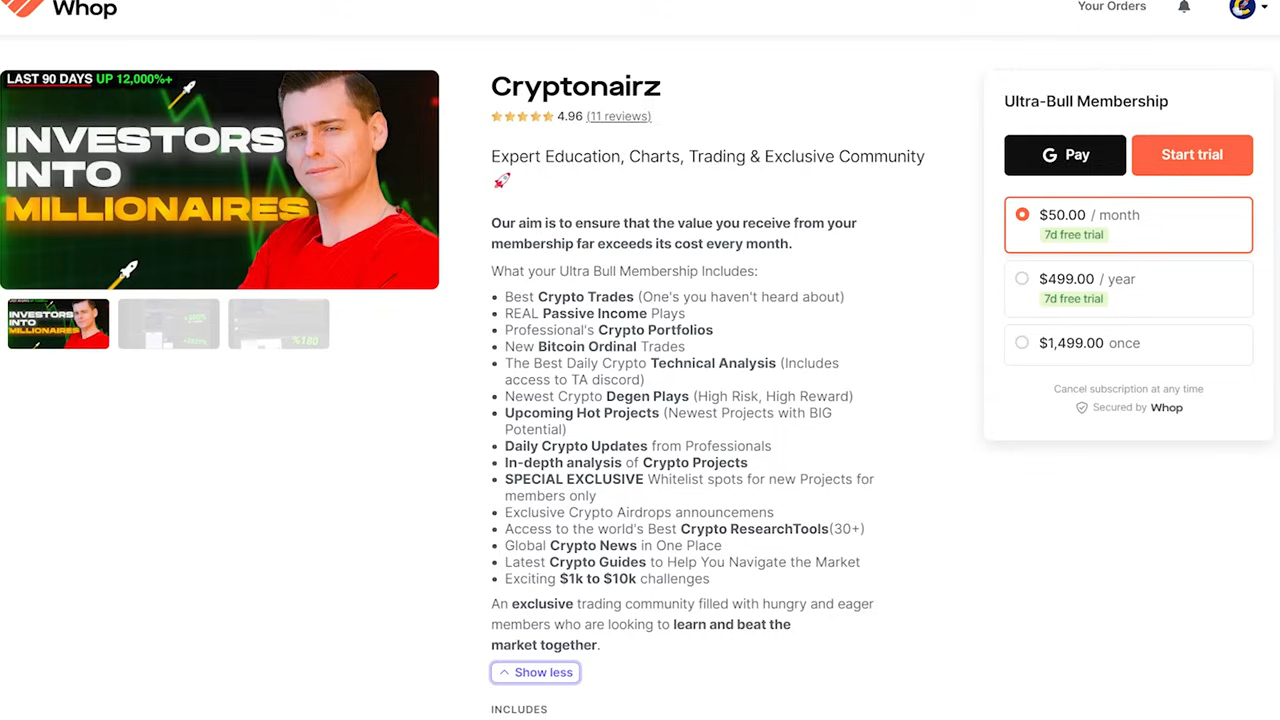 Whop
Your Orders
LAST 90 DAYS UP 12,000%+
INVESTORS
INTO
MILLIONAIRES
INVESTORS
INTO
MILLIONAIRES
%180
Cryptonairz
4.96 (11 reviews)
Expert Education, Charts, Trading & Exclusive Community
🚀
Our aim is to ensure that the value you receive from your
membership far exceeds its cost every month.
What your Ultra Bull Membership Includes:
• Best Crypto Trades (One's you haven't heard about)
• REAL Passive Income Plays
• Professional's Crypto Portfolios
• New Bitcoin Ordinal Trades
• The Best Daily Crypto Technical Analysis (Includes
access to TA discord)
• Newest Crypto Degen Plays (High Risk, High Reward)
• Upcoming Hot Projects (Newest Projects with BIG
Potential)
• Daily Crypto Updates from Professionals
• In-depth analysis of Crypto Projects
• SPECIAL EXCLUSIVE Whitelist spots for new Projects for
members only
• Exclusive Crypto Airdrops announcemens
• Access to the world's Best Crypto ResearchTools(30+)
• Global Crypto News in One Place
• Latest Crypto Guides to Help You Navigate the Market
• Exciting $1k to $10k challenges
An exclusive trading community filled with hungry and eager
members who are looking to learn and beat the
market together.
Show less
INCLUDES
Ultra-Bull Membership
G Pay
Start trial
$50.00 / month
7d free trial
$499.00 / year
7d free trial
$1,499.00 once
Cancel subscription at any time
Secured by Whop